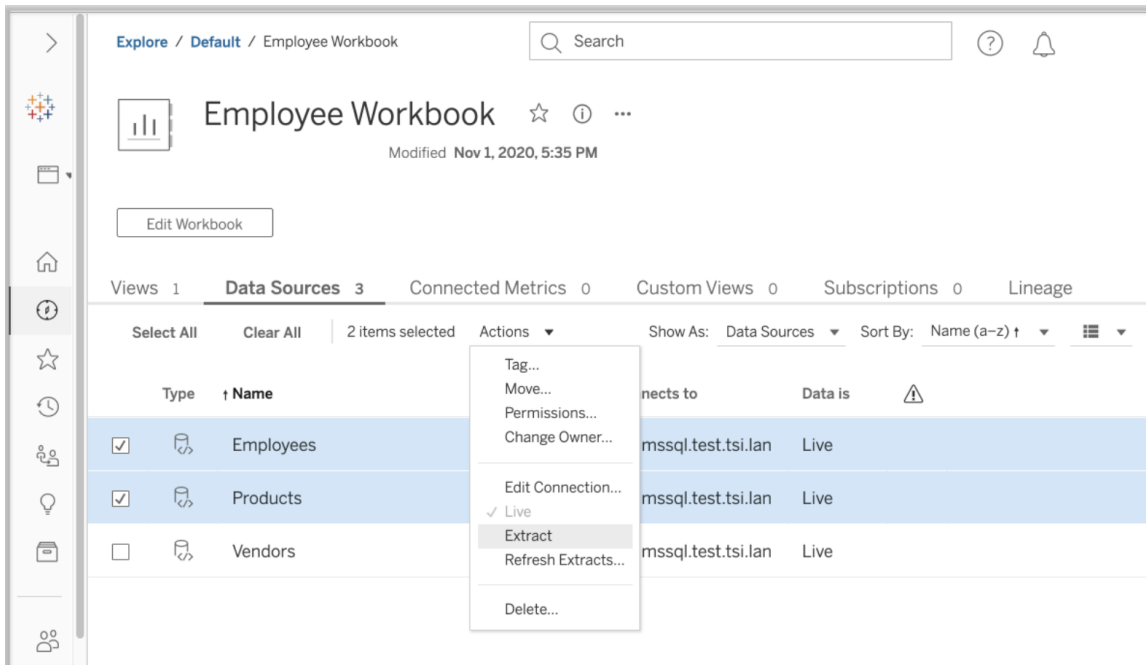 Explore / Default / Employee Workbook
Search
Employee Workbook
Modified Nov 1, 2020, 5:35 PM
Edit Workbook
Views 1 Data Sources 3 Connected Metrics 0 Custom Views 0 Subscriptions 0 Lineage
Select All Clear All 2 items selected Actions Show As: Data Sources Sort By: Name (a–z) ↑
Type ↑ Name nects to Data is
Employees mssql.test.tsi.lan Live
Products mssql.test.tsi.lan Live
Vendors mssql.test.tsi.lan Live
Tag...
Move...
Permissions...
Change Owner...
Edit Connection...
✓ Live
Extract
Refresh Extracts...
Delete...